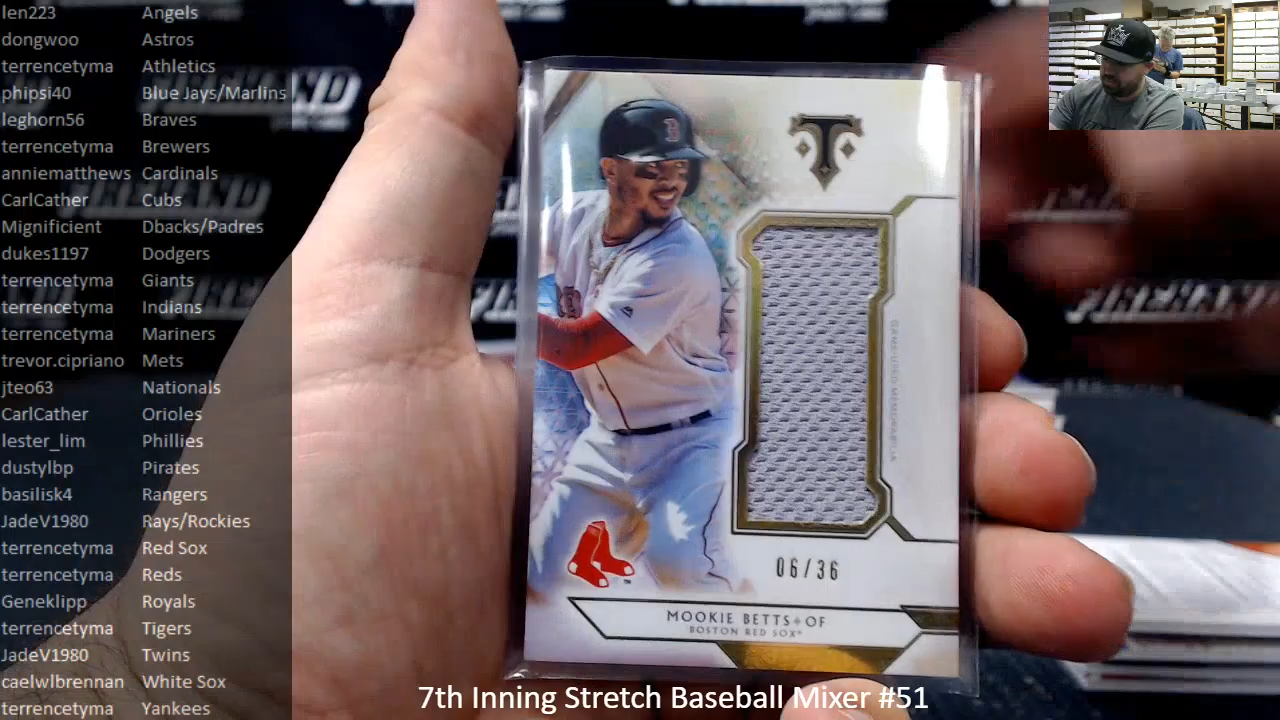 len223 Angels
dongwoo Astros
terrencetyma Athletics
phipsi40 Blue Jays/Marlins
leghorn56 Braves
terrencetyma Brewers
anniematthews Cardinals
CarlCather Cubs
Mignificient Dbacks/Padres
dukes1197 Dodgers
terrencetyma Giants
terrencetyma Indians
terrencetyma Mariners
trevor.cipriano Mets
jteo63 Nationals
CarlCather Orioles
lester_lim Phillies
dustylbp Pirates
basilisk4 Rangers
JadeV1980 Rays/Rockies
terrencetyma Red Sox
terrencetyma Reds
Geneklipp Royals
terrencetyma Tigers
JadeV1980 Twins
caelwlbrennan White Sox
terrencetyma Yankees
B
T
GAME-USED MEMORABILIA
06/36
MOOKIE BETTS OF
BOSTON RED SOX
7th Inning Stretch Baseball Mixer #51